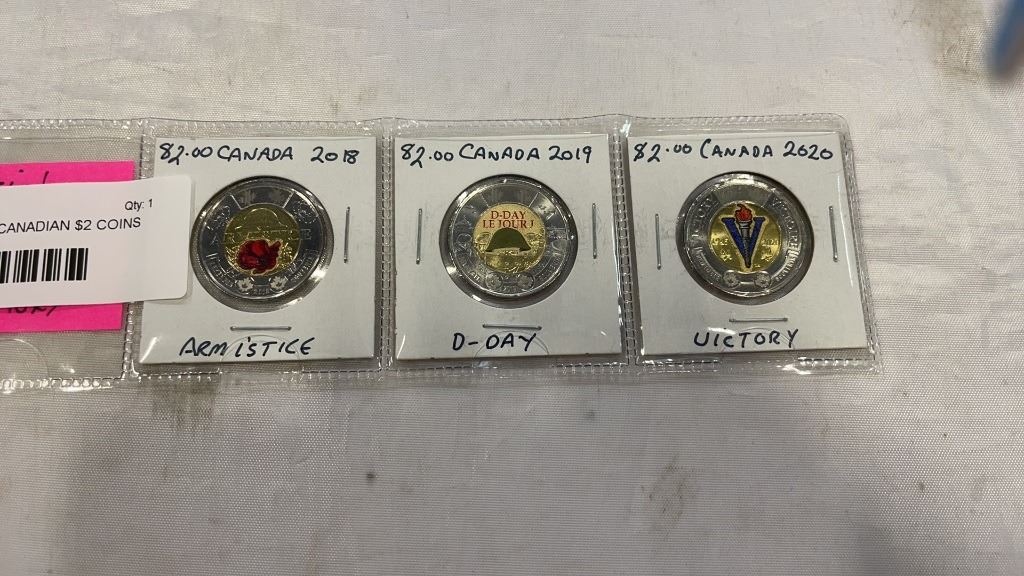 Qty: 1
CANADIAN $2 COINS
$2.00 CANADA 2018
ARMiSTICE
$2.00 CANADA 2019
D-DAY
LE JOUR J
D-DAY
$2.00 CANADA 2020
V
VICTORY